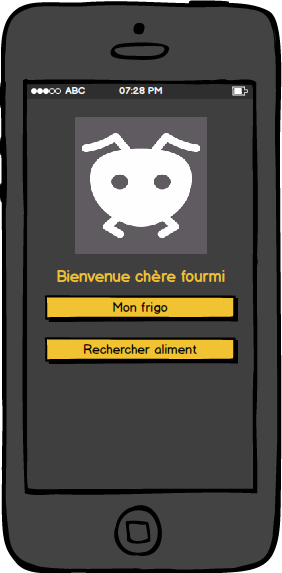 ABC 07:28 PM
Bienvenue chère fourmi
Mon frigo
Rechercher aliment